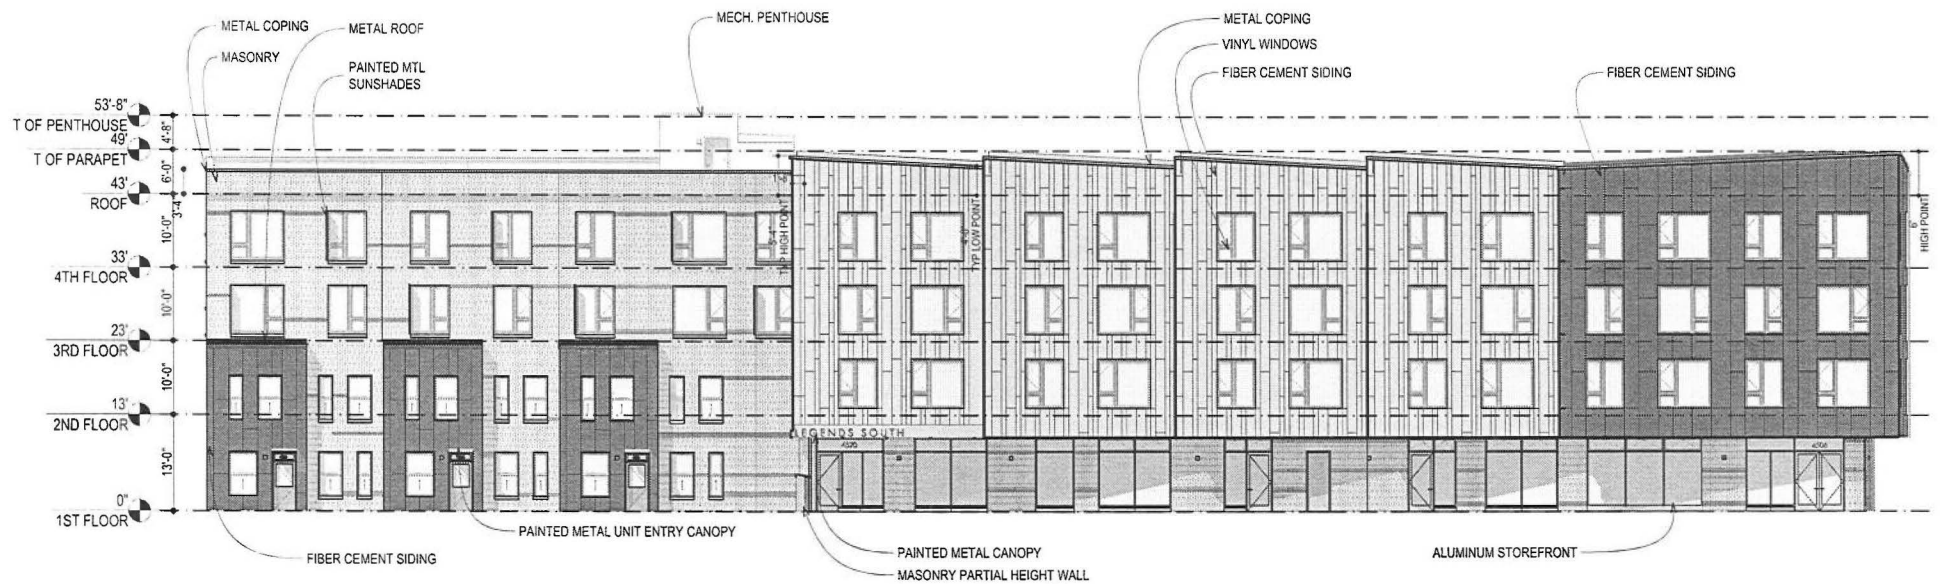 METAL COPING
METAL ROOF
MASONRY
PAINTED MTL
SUNSHADES
MECH. PENTHOUSE
METAL COPING
VINYL WINDOWS
FIBER CEMENT SIDING
FIBER CEMENT SIDING
53'-8"
T OF PENTHOUSE
4'-8"
49'
T OF PARAPET
6'-0"
43'
ROOF
3'-4"
10'-0"
33'
4TH FLOOR
10'-0"
23'
3RD FLOOR
10'-0"
13'
2ND FLOOR
13'-0"
0"
1ST FLOOR
5'-4"
TYP HIGH POINT
TYP LOW POINT
6"
HIGH POINT
LEGENDS SOUTH
PAINTED METAL UNIT ENTRY CANOPY
FIBER CEMENT SIDING
PAINTED METAL CANOPY
MASONRY PARTIAL HEIGHT WALL
ALUMINUM STOREFRONT